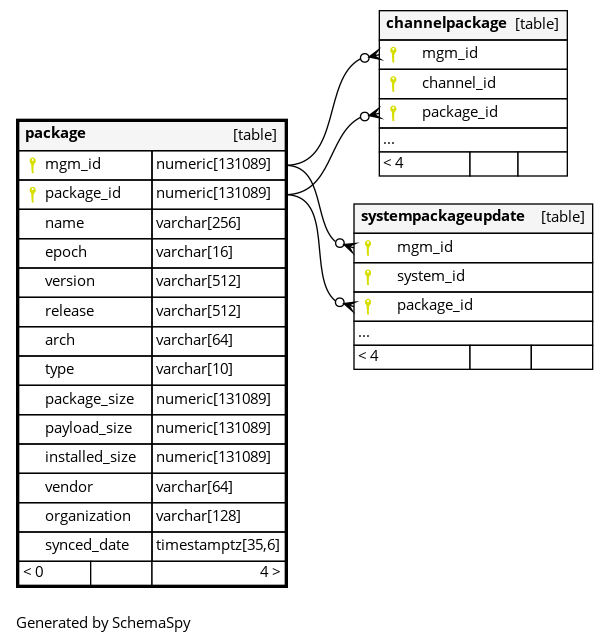 channelpackage [table]
mgm_id
channel_id
package_id
...
< 4
package [table]
mgm_id numeric[131089]
package_id numeric[131089]
name varchar[256]
epoch varchar[16]
version varchar[512]
release varchar[512]
arch varchar[64]
type varchar[10]
package_size numeric[131089]
payload_size numeric[131089]
installed_size numeric[131089]
vendor varchar[64]
organization varchar[128]
synced_date timestamptz[35,6]
< 0 4 >
systempackageupdate [table]
mgm_id
system_id
package_id
...
< 4
Generated by SchemaSpy